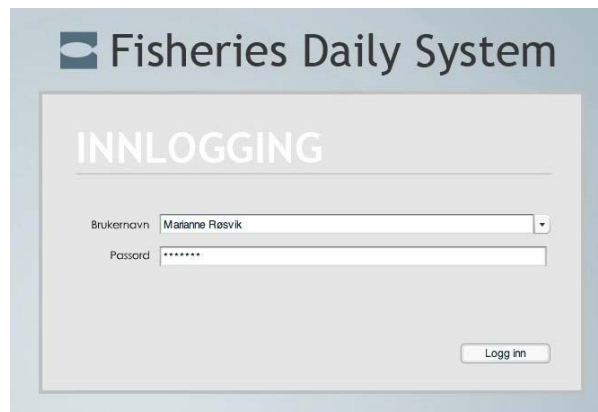 Fisheries Daily System
INNLOGGING
Brukernavn Marianne Røsvik
Passord *******
Logg inn